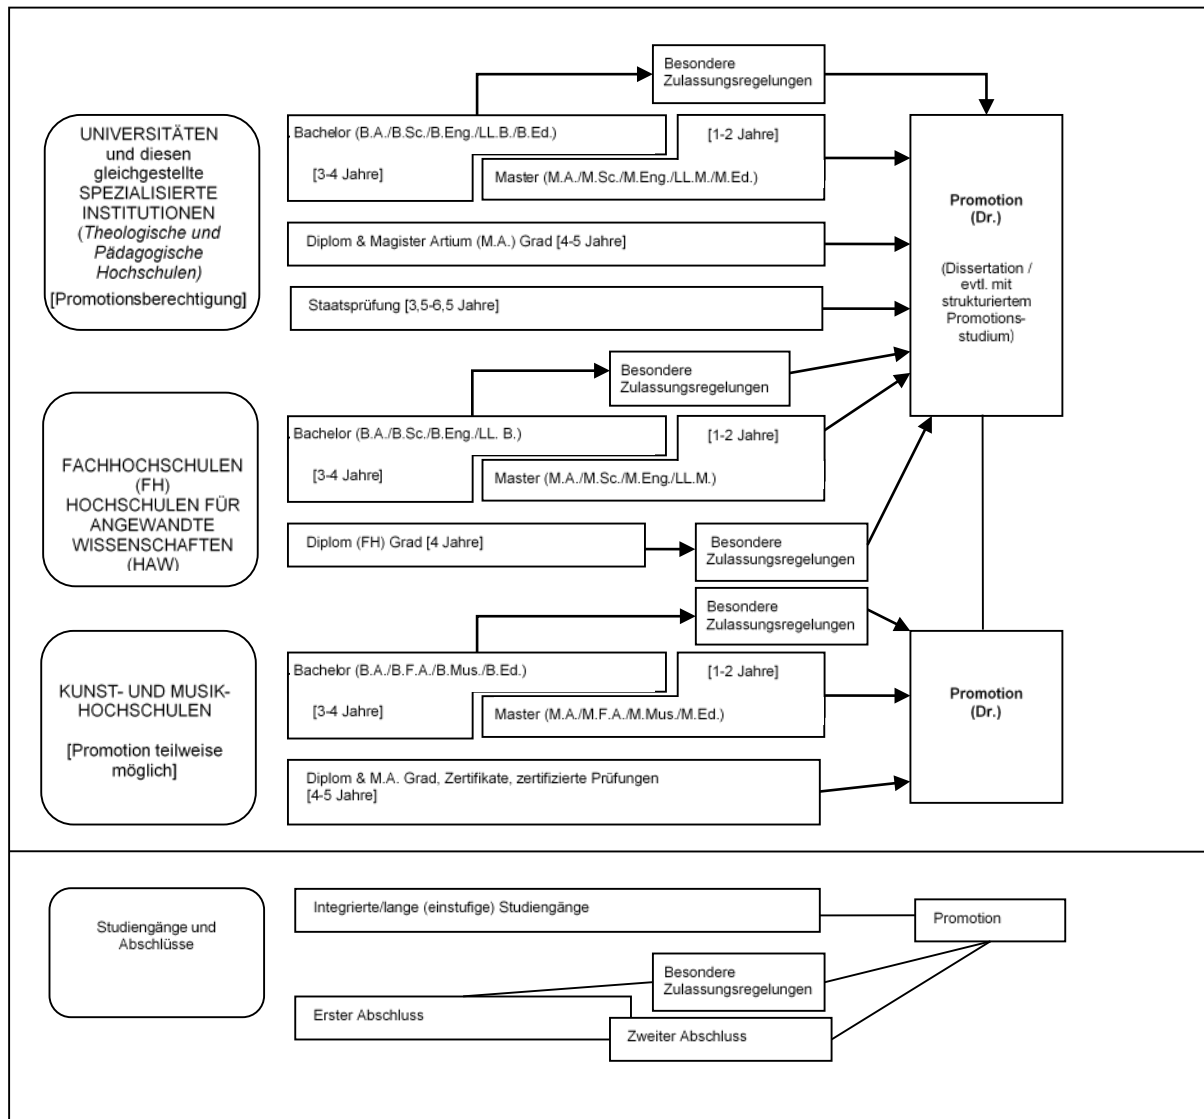 Besondere
Zulassungsregelungen
UNIVERSITÄTEN
und diesen
gleichgestellte
SPEZIALISIERTE
INSTITUTIONEN
(Theologische und
Pädagogische
Hochschulen)
[Promotionsberechtigung]
Bachelor (B.A./B.Sc./B.Eng./LL.B./B.Ed.)
[1-2 Jahre]
[3-4 Jahre]
Master (M.A./M.Sc./M.Eng./LL.M./M.Ed.)
Diplom & Magister Artium (M.A.) Grad [4-5 Jahre]
Staatsprüfung [3,5-6,5 Jahre]
Promotion
(Dr.)
(Dissertation /
evtl. mit
strukturiertem
Promotions-
studium)
Besondere
Zulassungsregelungen
FACHHOCHSCHULEN
(FH)
HOCHSCHULEN FÜR
ANGEWANDTE
WISSENSCHAFTEN
(HAW)
Bachelor (B.A./B.Sc./B.Eng./LL. B.)
[1-2 Jahre]
[3-4 Jahre]
Master (M.A./M.Sc./M.Eng./LL.M.)
Diplom (FH) Grad [4 Jahre]
Besondere
Zulassungsregelungen
Besondere
Zulassungsregelungen
KUNST- UND MUSIK-
HOCHSCHULEN
[Promotion teilweise
möglich]
Bachelor (B.A./B.F.A./B.Mus./B.Ed.)
[1-2 Jahre]
[3-4 Jahre]
Master (M.A./M.F.A./M.Mus./M.Ed.)
Diplom & M.A. Grad, Zertifikate, zertifizierte Prüfungen
[4-5 Jahre]
Promotion
(Dr.)
Studiengänge und
Abschlüsse
Integrierte/lange (einstufige) Studiengänge
Promotion
Besondere
Zulassungsregelungen
Erster Abschluss
Zweiter Abschluss